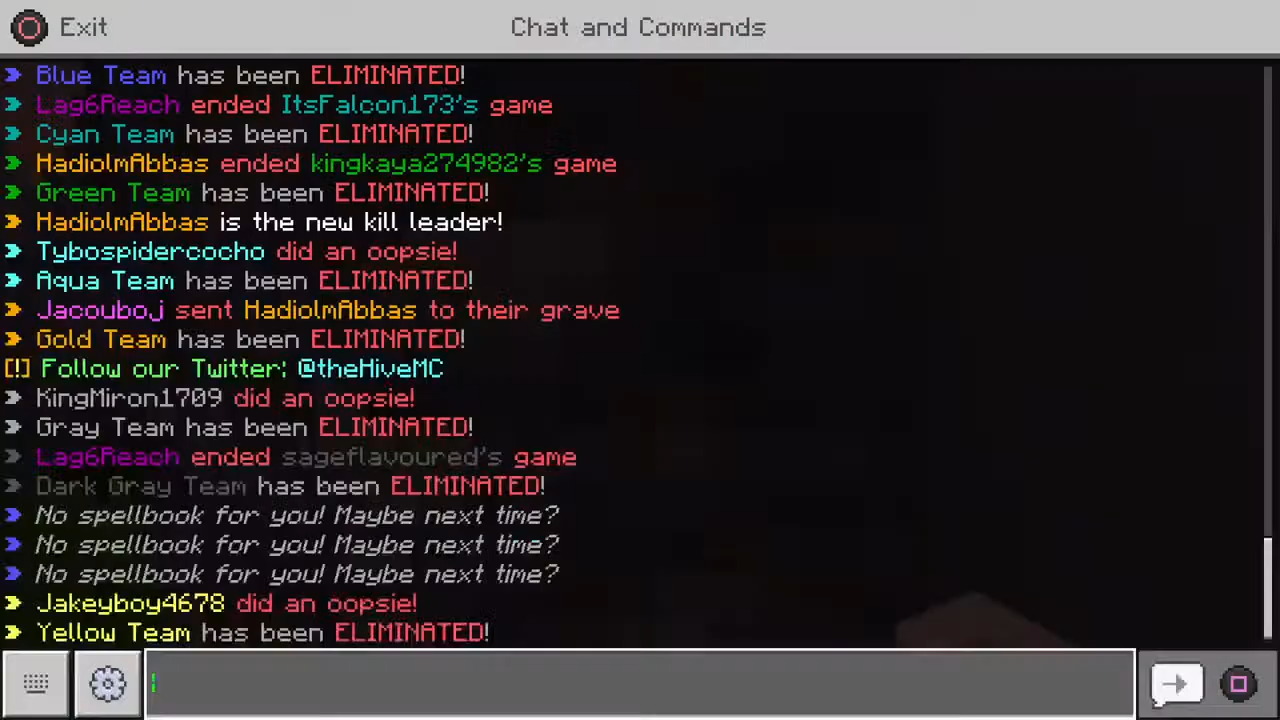 Exit
Chat and Commands
Blue Team has been ELIMINATED!
Lag6Reach ended ItsFalcon173's game
Cyan Team has been ELIMINATED!
HadiolmAbbas ended kingkaya274982's game
Green Team has been ELIMINATED!
HadiolmAbbas is the new kill leader!
Tybospidercocho did an oopsie!
Aqua Team has been ELIMINATED!
Jacouboj sent HadiolmAbbas to their grave
Gold Team has been ELIMINATED!
[!] Follow our Twitter: @theHiveMC
KingMiron1709 did an oopsie!
Gray Team has been ELIMINATED!
Lag6Reach ended sageflavoured's game
Dark Gray Team has been ELIMINATED!
No spellbook for you! Maybe next time?
No spellbook for you! Maybe next time?
No spellbook for you! Maybe next time?
Jakeyboy4678 did an oopsie!
Yellow Team has been ELIMINATED!